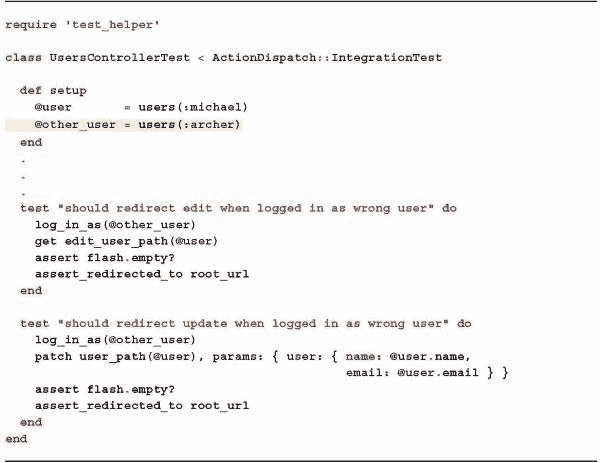 require 'test_helper'
class UsersControllerTest < ActionDispatch::IntegrationTest
  def setup
    @user       = users(:michael)
    @other_user = users(:archer)
  end
  .
  .
  .
  test "should redirect edit when logged in as wrong user" do
    log_in_as(@other_user)
    get edit_user_path(@user)
    assert flash.empty?
    assert_redirected_to root_url
  end
  test "should redirect update when logged in as wrong user" do
    log_in_as(@other_user)
    patch user_path(@user), params: { user: { name: @user.name,
                                              email: @user.email } }
    assert flash.empty?
    assert_redirected_to root_url
  end
end